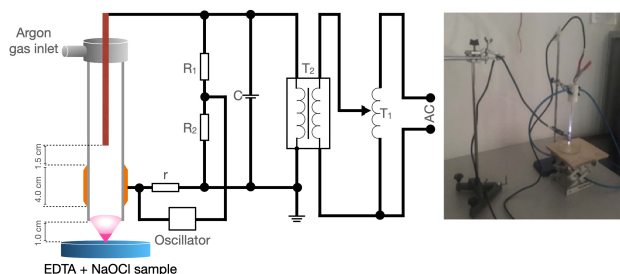 Argon
gas inlet
R1
R2
C
T2
T1
AC
1.5 cm
4.0 cm
1.0 cm
r
Oscillator
EDTA + NaOCl sample